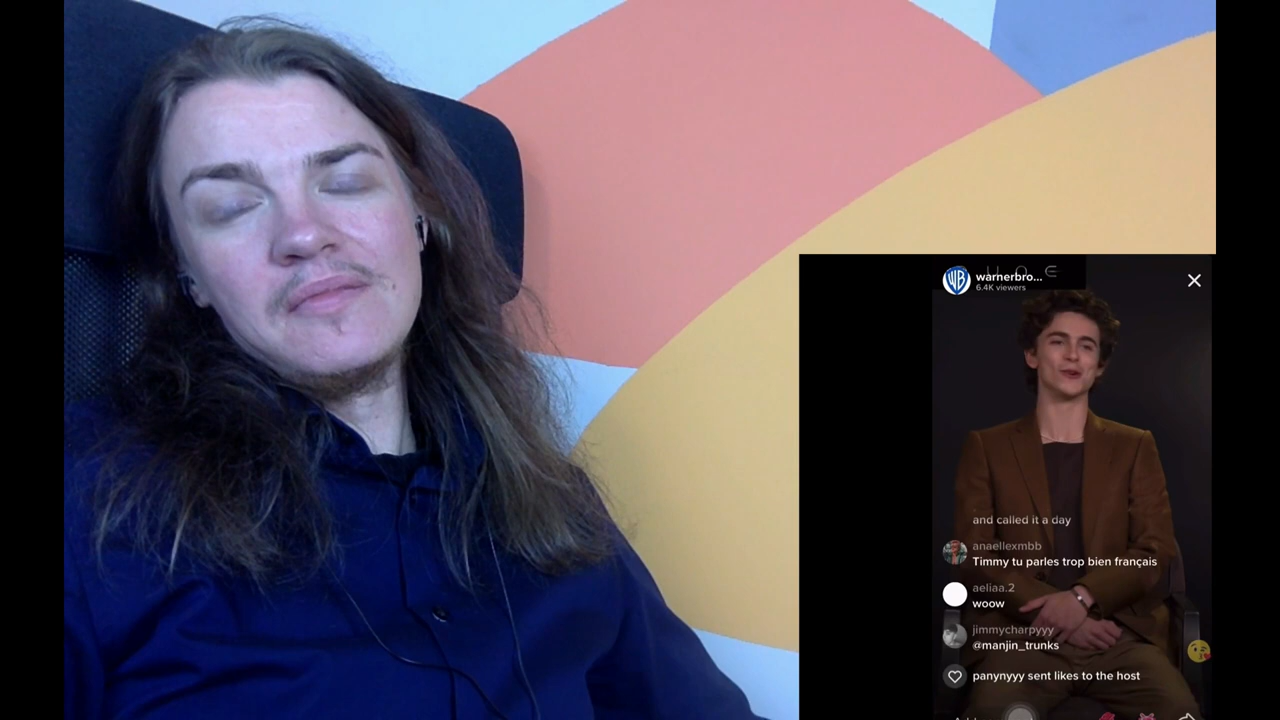 warnerbro...
6.4K viewers
and called it a day
anaellexmbb
Timmy tu parles trop bien français
aeliaa.2
woow
jimmycharpyyy
@manjin_trunks
panynyyy sent likes to the host